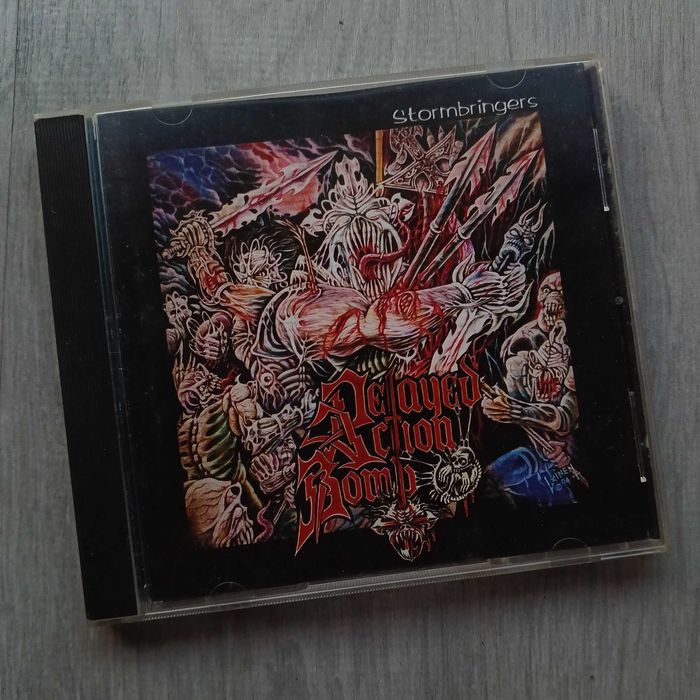 Stormbringers
Delayed
Action
Bomb